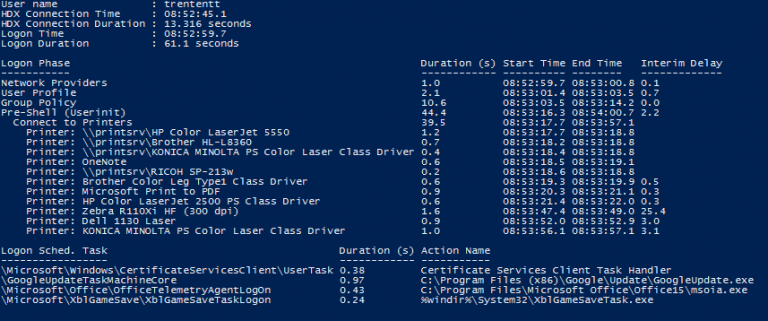 User name : trententt
HDX Connection Time : 08:52:45.1
HDX Connection Duration : 13.316 seconds
Logon Time : 08:52:59.7
Logon Duration : 61.1 seconds
Logon Phase Duration (s) Start Time End Time Interim Delay
----------- ------------ ---------- -------- -------------
Network Providers 1.0 08:52:59.7 08:53:00.8 0.1
User Profile 2.1 08:53:01.4 08:53:03.5 0.7
Group Policy 10.6 08:53:03.5 08:53:14.2 0.0
Pre-Shell (Userinit) 44.4 08:53:16.3 08:54:00.7 2.2
Connect to Printers 39.5 08:53:17.7 08:53:57.1
Printer: \\printsrv\HP Color LaserJet 5550 1.2 08:53:17.7 08:53:18.8
Printer: \\printsrv\Brother HL-L8360 0.7 08:53:18.2 08:53:18.8
Printer: \\printsrv\KONICA MINOLTA PS Color Laser Class Driver 0.4 08:53:18.4 08:53:18.8
Printer: OneNote 0.6 08:53:18.5 08:53:19.1
Printer: \\printsrv\RICOH SP-213w 0.2 08:53:18.6 08:53:18.8
Printer: Brother Color Leg Type1 Class Driver 0.6 08:53:19.3 08:53:19.9 0.5
Printer: Microsoft Print to PDF 0.9 08:53:20.3 08:53:21.1 0.3
Printer: HP Color LaserJet 2500 PS Class Driver 0.6 08:53:21.4 08:53:22.0 0.3
Printer: Zebra R110Xi HF (300 dpi) 1.6 08:53:47.4 08:53:49.0 25.4
Printer: Dell 1130 Laser 0.9 08:53:52.0 08:53:52.9 3.0
Printer: KONICA MINOLTA PS Color Laser Class Driver 1.0 08:53:56.1 08:53:57.1 3.1
Logon Sched. Task Duration (s) Action Name
----------------- ------------ -----------
\Microsoft\Windows\CertificateServicesClient\UserTask 0.38 Certificate Services Client Task Handler
\GoogleUpdateTaskMachineCore 0.97 C:\Program Files (x86)\Google\Update\GoogleUpdate.exe
\Microsoft\Office\OfficeTelemetryAgentLogOn 0.43 C:\Program Files\Microsoft Office\Office15\msoia.exe
\Microsoft\XblGameSave\XblGameSaveTaskLogon 0.24 %windir%\System32\XblGameSaveTask.exe